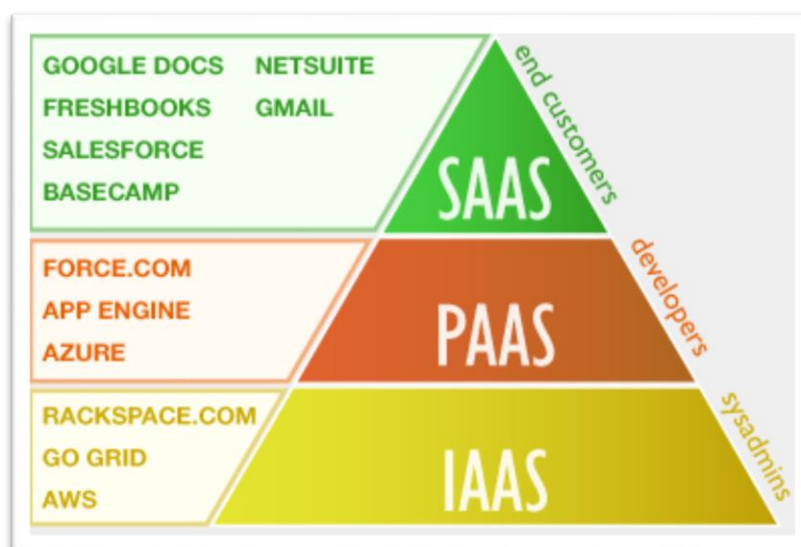 GOOGLE DOCS NETSUITE
FRESHBOOKS GMAIL
SALESFORCE
BASECAMP
SAAS
end customers
FORCE.COM
APP ENGINE
AZURE
PAAS
developers
RACKSPACE.COM
GO GRID
AWS
IAAS
sysadmins